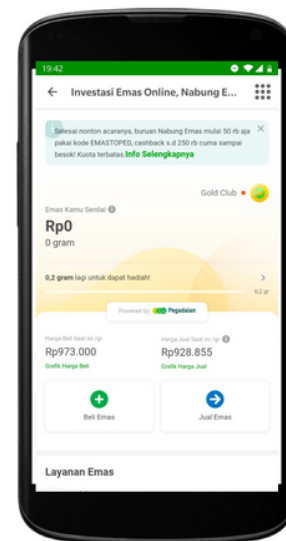 19:42
Investasi Emas Online, Nabung E...
Selesai nonton acaranya, buruan Nabung Emas mulai 50 rb aja
pakai kode EMASTOPED, cashback s.d 250 rb cuma sampai
besok! Kuota terbatas.Info Selengkapnya
Gold Club
Emas Kamu Senilai
Rp0
0 gram
0,2 gram lagi untuk dapat hadiah!
0,2 gr
Powered by Pegadaian
Harga Beli Saat ini /gr
Harga Jual Saat ini /gr
Rp973.000
Rp928.855
Grafik Harga Beli
Grafik Harga Jual
Beli Emas
Jual Emas
Layanan Emas